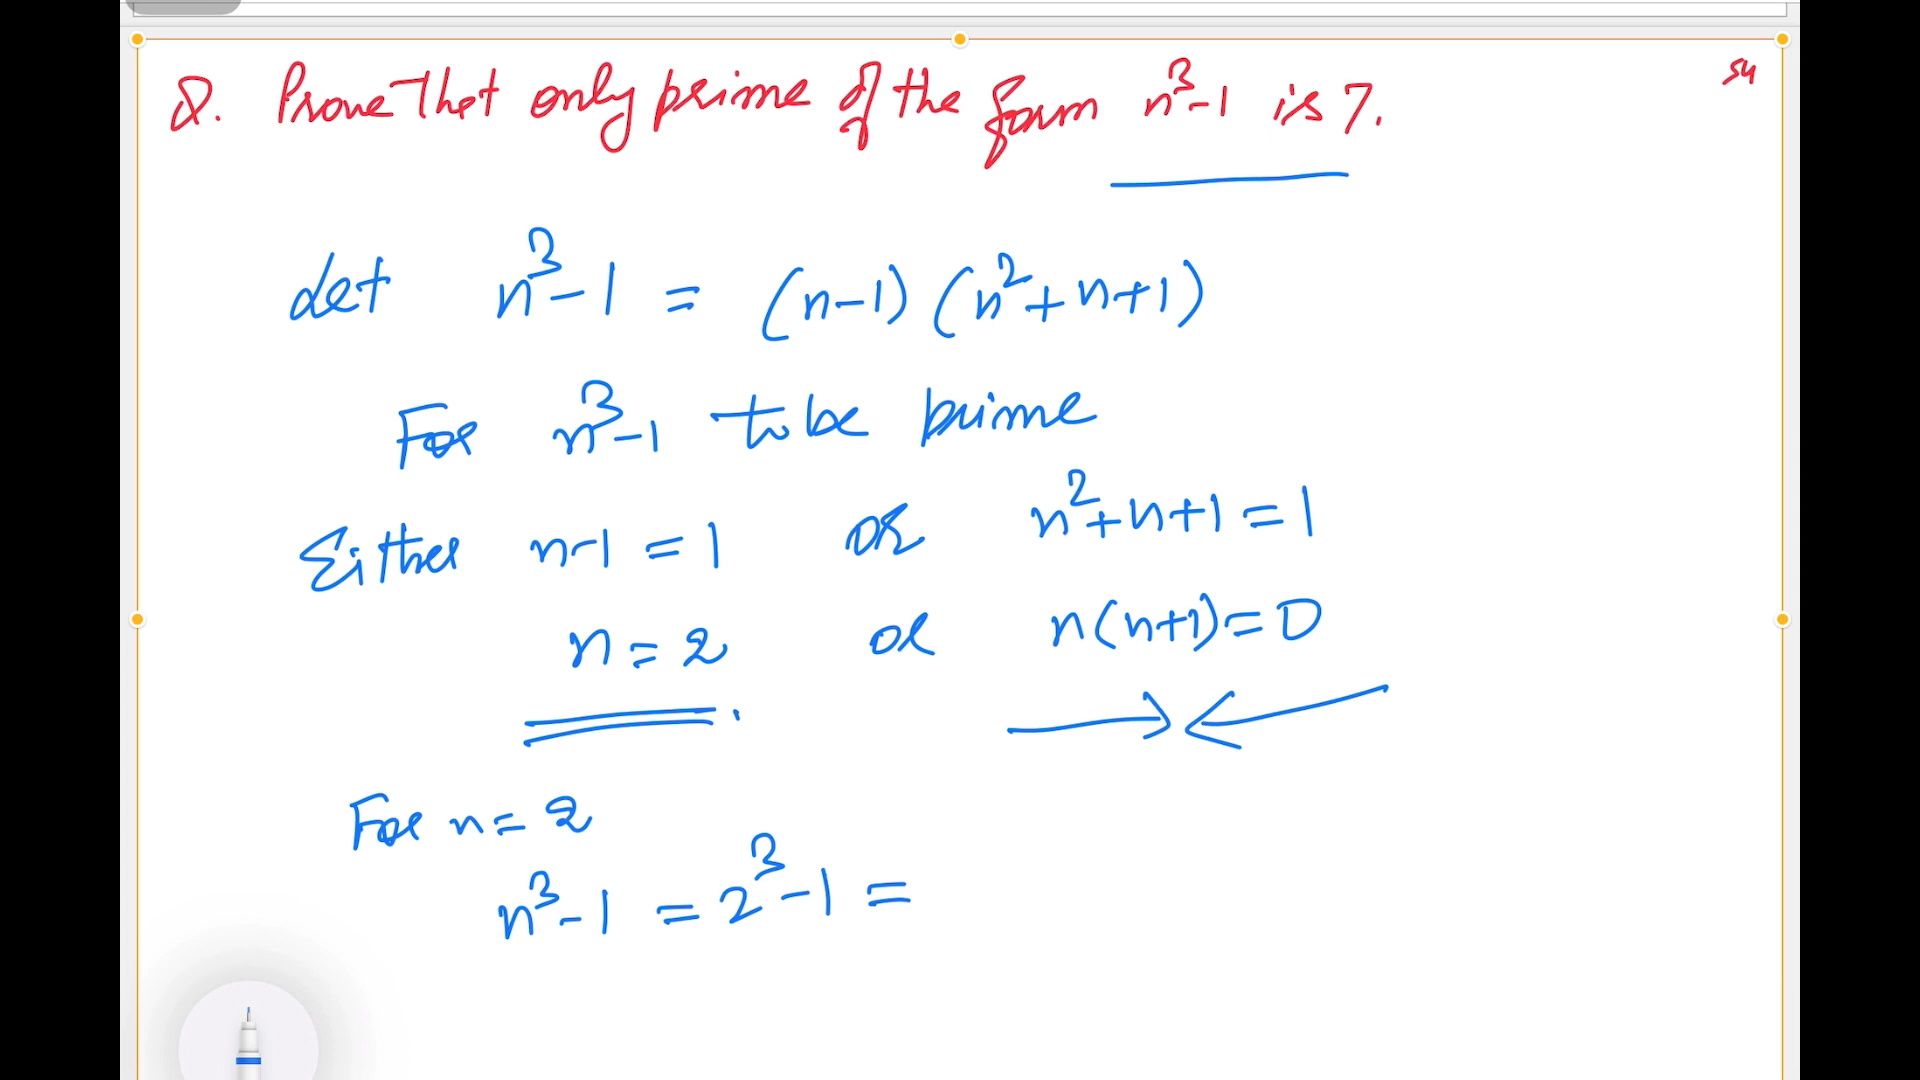 Q. Prove That only prime of the form n³-1 is 7.
54
Let n³-1 = (n-1) (n²+n+1)
For n³-1 to be prime
Either n-1 = 1 or n²+n+1 = 1
n = 2 or n(n+1) = 0
For n = 2
n³-1 = 2³-1 =